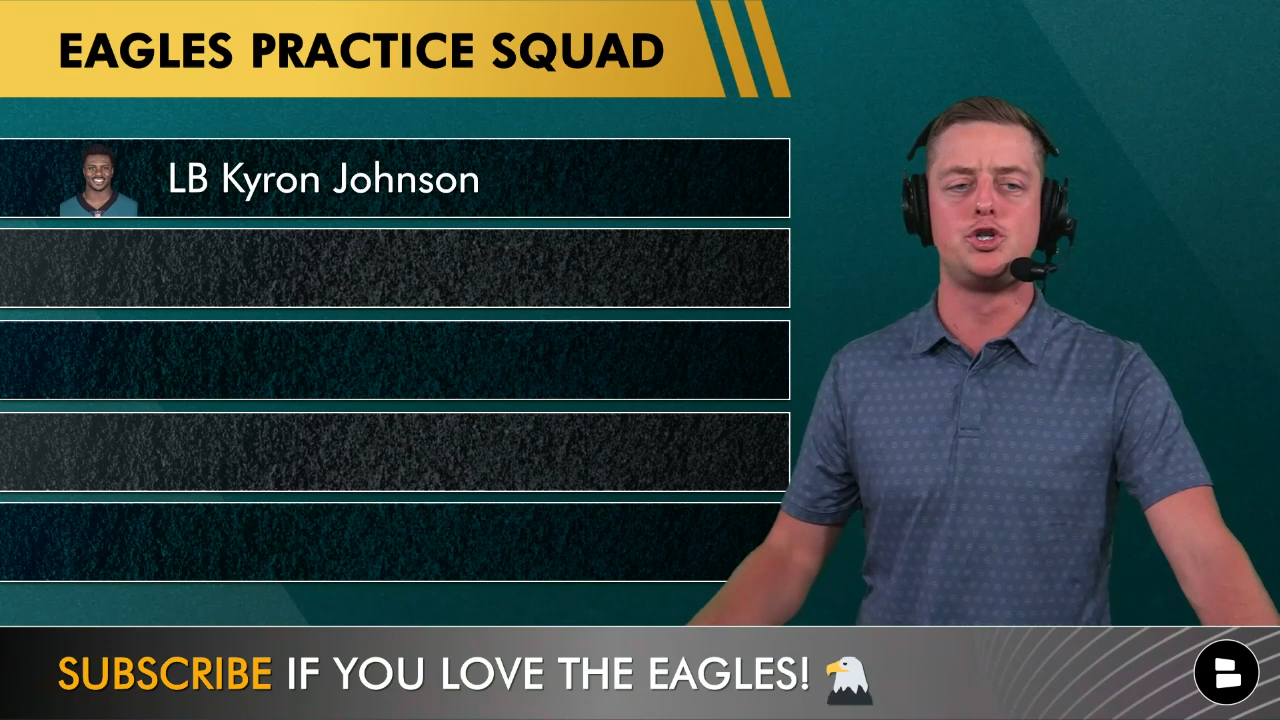 EAGLES PRACTICE SQUAD
LB Kyron Johnson
SUBSCRIBE IF YOU LOVE THE EAGLES!